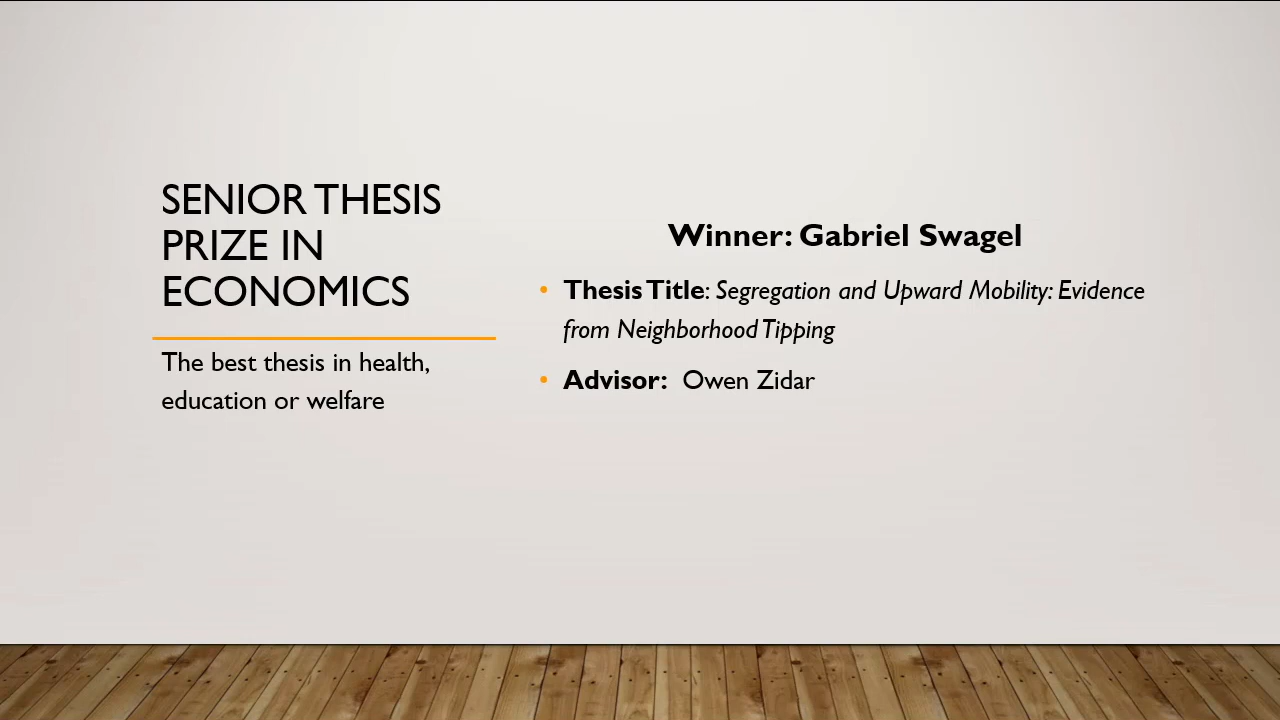 SENIOR THESIS
PRIZE IN
ECONOMICS
The best thesis in health,
education or welfare
Winner: Gabriel Swagel
• Thesis Title: Segregation and Upward Mobility: Evidence
from Neighborhood Tipping
• Advisor: Owen Zidar